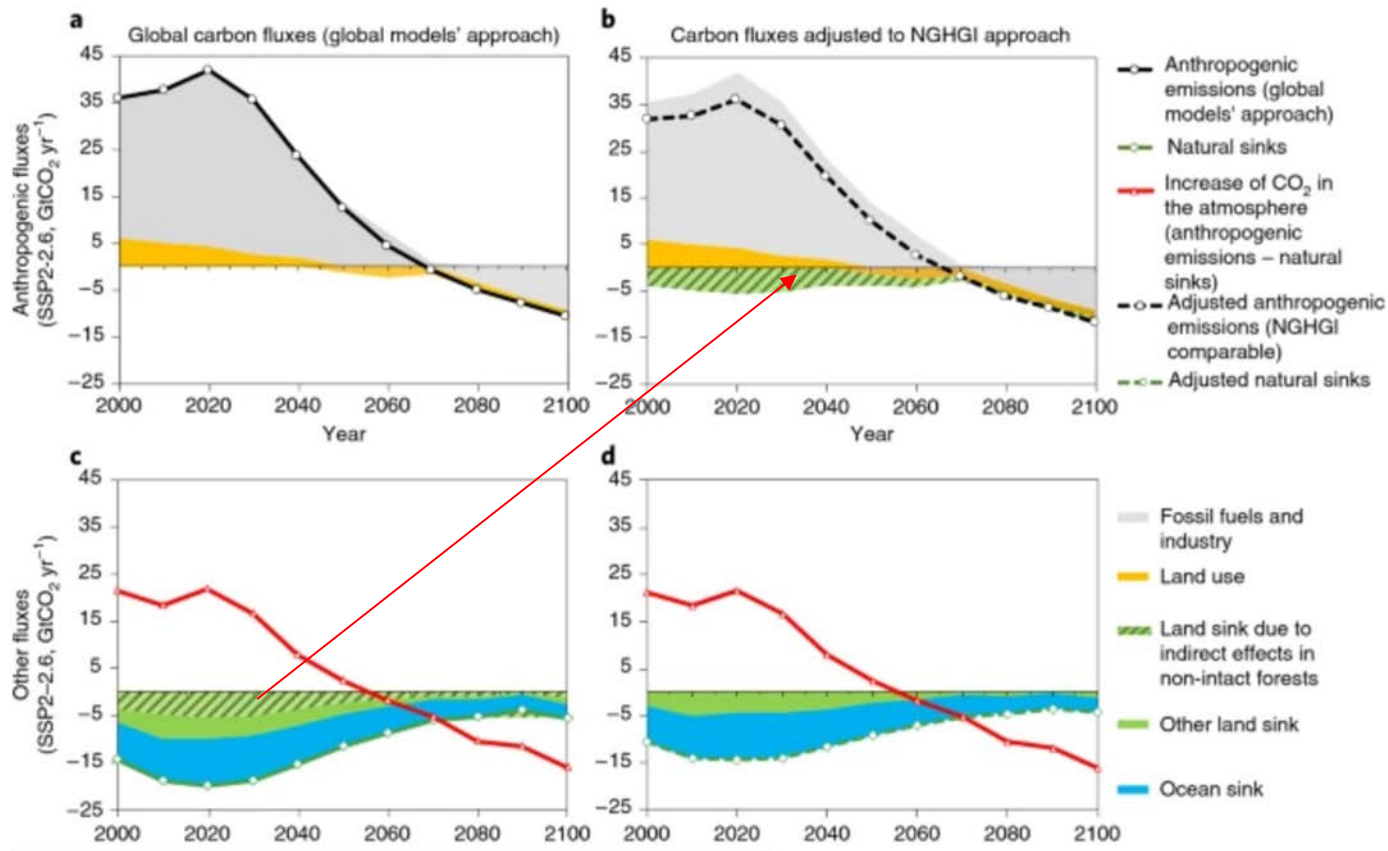 a
Global carbon fluxes (global models' approach)
45
35
25
15
5
−5
−15
−25
Anthropogenic fluxes
(SSP2-2.6, GtCO2 yr−1)
2000
2020
2040
2060
2080
2100
Year
b
Carbon fluxes adjusted to NGHGI approach
45
35
25
15
5
−5
−15
−25
2000
2020
2040
2060
2080
2100
Year
Anthropogenic
emissions (global
models' approach)
Natural sinks
Increase of CO2 in
the atmosphere
(anthropogenic
emissions – natural
sinks)
Adjusted anthropogenic
emissions (NGHGI
comparable)
Adjusted natural sinks
c
45
35
25
15
5
−5
−15
−25
Other fluxes
(SSP2–2.6, GtCO2 yr−1)
2000
2020
2040
2060
2080
2100
d
45
35
25
15
5
−5
−15
−25
2000
2020
2040
2060
2080
2100
Fossil fuels and
industry
Land use
Land sink due to
indirect effects in
non-intact forests
Other land sink
Ocean sink